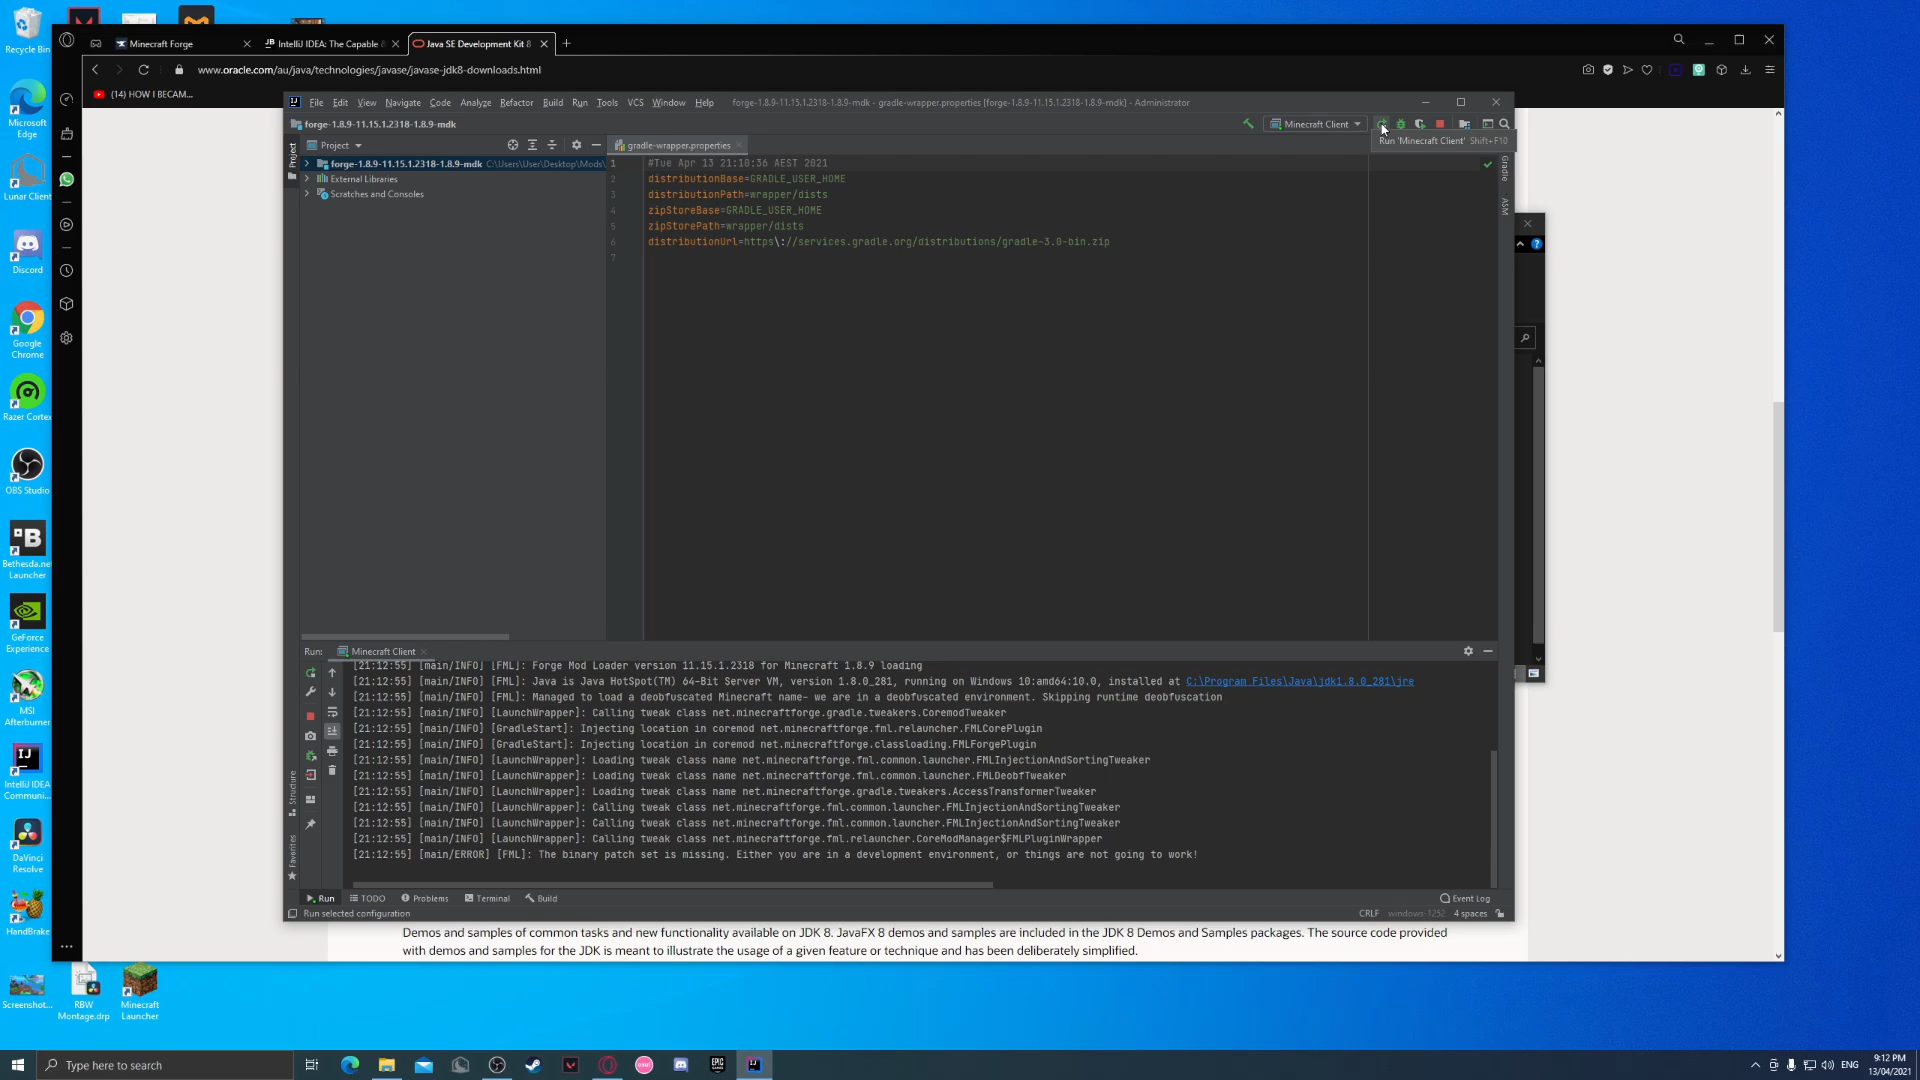 Recycle Bin
Microsoft
Edge
Lunar Client
Discord
Google
Chrome
Razer Cortex
OBS Studio
Bethesda.net
Launcher
GeForce
Experience
MSI
Afterburner
IntelliJ IDEA
Communi...
DaVinci
Resolve
HandBrake
Screenshot...
RBW
Montage.drp
Minecraft
Launcher
Minecraft Forge
IntelliJ IDEA: The Capable &
Java SE Development Kit 8
www.oracle.com/au/java/technologies/javase/javase-jdk8-downloads.html
(14) HOW I BECAM...
File Edit View Navigate Code Analyze Refactor Build Run Tools VCS Window Help forge-1.8.9-11.15.1.2318-1.8.9-mdk - gradle-wrapper.properties [forge-1.8.9-11.15.1.2318-1.8.9-mdk] - Administrator
forge-1.8.9-11.15.1.2318-1.8.9-mdk
Minecraft Client
Run 'Minecraft Client' Shift+F10
Project
Project
gradle-wrapper.properties
forge-1.8.9-11.15.1.2318-1.8.9-mdk C:\Users\User\Desktop\Mods\
External Libraries
Scratches and Consoles
1 #Tue Apr 13 21:10:36 AEST 2021
2 distributionBase=GRADLE_USER_HOME
3 distributionPath=wrapper/dists
4 zipStoreBase=GRADLE_USER_HOME
5 zipStorePath=wrapper/dists
6 distributionUrl=https\://services.gradle.org/distributions/gradle-3.0-bin.zip
7
Gradle
ASM
Run: Minecraft Client
[21:12:55] [main/INFO] [FML]: Forge Mod Loader version 11.15.1.2318 for Minecraft 1.8.9 loading
[21:12:55] [main/INFO] [FML]: Java is Java HotSpot(TM) 64-Bit Server VM, version 1.8.0_281, running on Windows 10:amd64:10.0, installed at C:\Program Files\Java\jdk1.8.0_281\jre
[21:12:55] [main/INFO] [FML]: Managed to load a deobfuscated Minecraft name- we are in a deobfuscated environment. Skipping runtime deobfuscation
[21:12:55] [main/INFO] [LaunchWrapper]: Calling tweak class net.minecraftforge.gradle.tweakers.CoremodTweaker
[21:12:55] [main/INFO] [GradleStart]: Injecting location in coremod net.minecraftforge.fml.relauncher.FMLCorePlugin
[21:12:55] [main/INFO] [GradleStart]: Injecting location in coremod net.minecraftforge.classloading.FMLForgePlugin
[21:12:55] [main/INFO] [LaunchWrapper]: Loading tweak class name net.minecraftforge.fml.common.launcher.FMLInjectionAndSortingTweaker
[21:12:55] [main/INFO] [LaunchWrapper]: Loading tweak class name net.minecraftforge.fml.common.launcher.FMLDeobfTweaker
[21:12:55] [main/INFO] [LaunchWrapper]: Loading tweak class name net.minecraftforge.gradle.tweakers.AccessTransformerTweaker
[21:12:55] [main/INFO] [LaunchWrapper]: Calling tweak class net.minecraftforge.fml.common.launcher.FMLInjectionAndSortingTweaker
[21:12:55] [main/INFO] [LaunchWrapper]: Calling tweak class net.minecraftforge.fml.common.launcher.FMLInjectionAndSortingTweaker
[21:12:55] [main/INFO] [LaunchWrapper]: Calling tweak class net.minecraftforge.fml.relauncher.CoreModManager$FMLPluginWrapper
[21:12:55] [main/ERROR] [FML]: The binary patch set is missing. Either you are in a development environment, or things are not going to work!
Structure
Favorites
Run TODO Problems Terminal Build Event Log
Run selected configuration CRLF windows-1252 4 spaces
Demos and samples of common tasks and new functionality available on JDK 8. JavaFX 8 demos and samples are included in the JDK 8 Demos and Samples packages. The source code provided
with demos and samples for the JDK is meant to illustrate the usage of a given feature or technique and has been deliberately simplified.
Type here to search
ENG
9:12 PM
13/04/2021